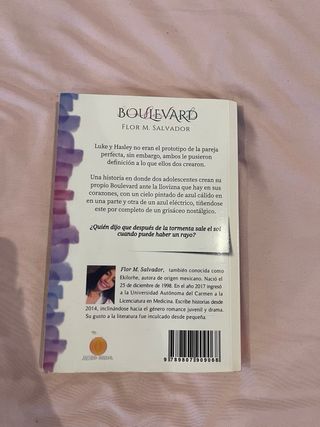 BOULEVARD
FLOR M. SALVADOR
Luke y Hasley no eran el prototipo de la pareja
perfecta, sin embargo, ambos le pusieron
definición a lo que ellos dos crearon.
Una historia en donde dos adolescentes crean su
propio Boulevard ante la llovizna que hay en sus
corazones, con un cielo pintado de azul cálido en
en una parte y otra de un azul electrico, tiñendose
este por completo de un grisáceo nostálgico.
¿Quién dijo que después de la tormenta sale el sol
cuando puede haber un rayo?
Flor M. Salvador, también conocida como
Ekilorhe, autora de origen mexicano. Nació el
25 de diciembre de 1998. En el año 2017 ingresó
a la Universidad Autónoma del Carmen a la
Licenciatura en Medicina. Escribe historias desde
2014, inclinándose hacia el género romance juvenil y drama.
Su gusto a la literatura fue inculcado desde pequeña.